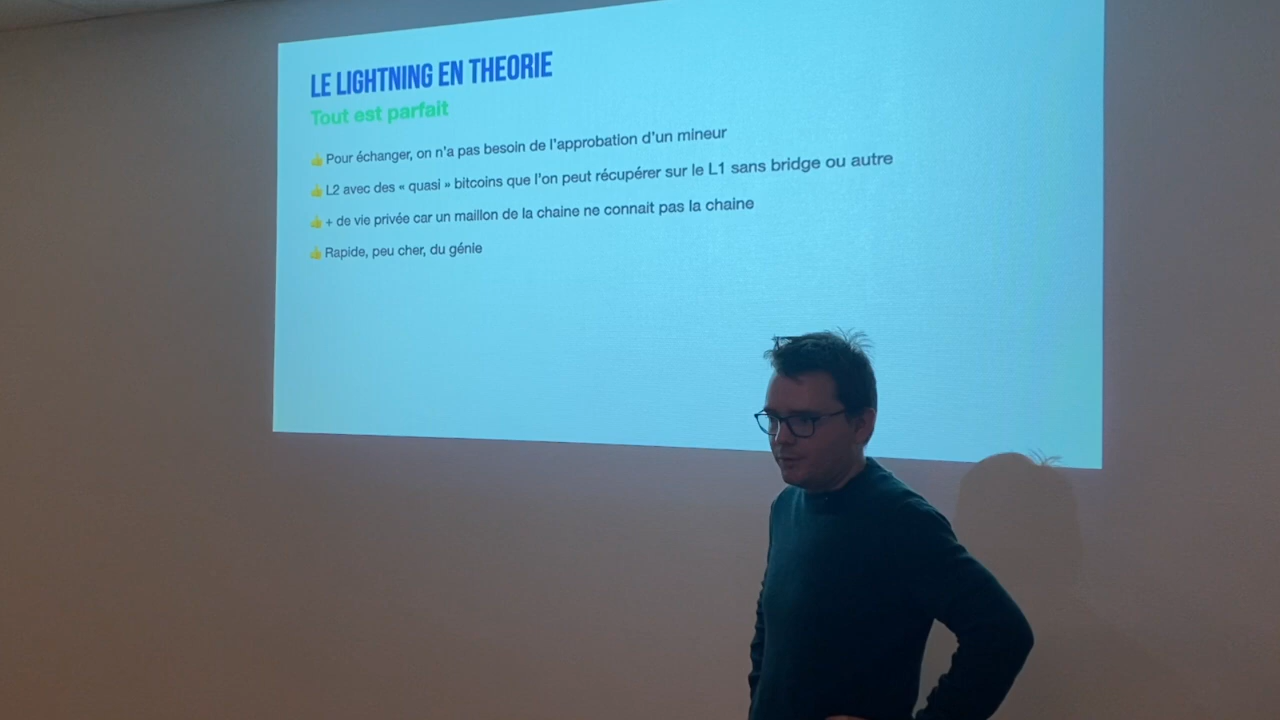 LE LIGHTNING EN THEORIE
Tout est parfait
👍 Pour échanger, on n'a pas besoin de l'approbation d'un mineur
👍 L2 avec des « quasi » bitcoins que l'on peut récupérer sur le L1 sans bridge ou autre
👍 + de vie privée car un maillon de la chaine ne connait pas la chaine
👍 Rapide, peu cher, du génie